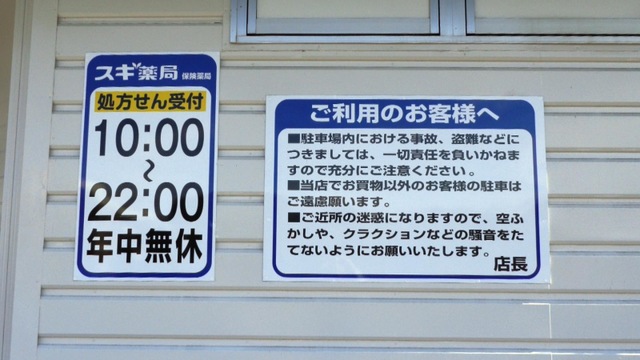 スギ薬局 保険薬局
処方せん受付
10:00
～
22:00
年中無休
ご利用のお客様へ
■駐車場内における事故、盗難などに
つきましては、一切責任を負いかねま
すので充分にご注意ください。
■当店でお買物以外のお客様の駐車は
ご遠慮願います。
■ご近所の迷惑になりますので、空ふ
かしや、クラクションなどの騒音をた
てないようにお願いいたします。
店長